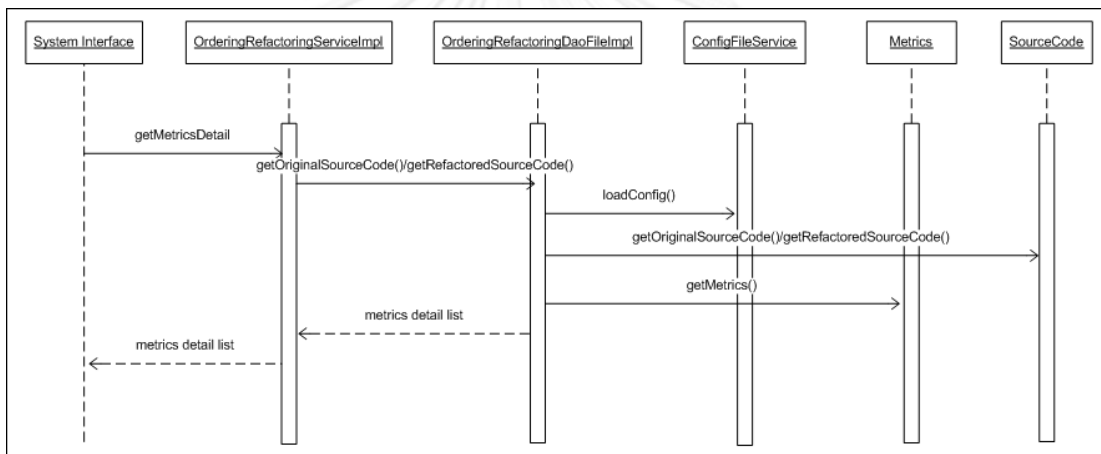 System Interface
OrderingRefactoringServiceImpl
OrderingRefactoringDaoFileImpl
ConfigFileService
Metrics
SourceCode
getMetricsDetail
getOriginalSourceCode()/getRefactoredSourceCode()
loadConfig()
getOriginalSourceCode()/getRefactoredSourceCode()
getMetrics()
metrics detail list
metrics detail list